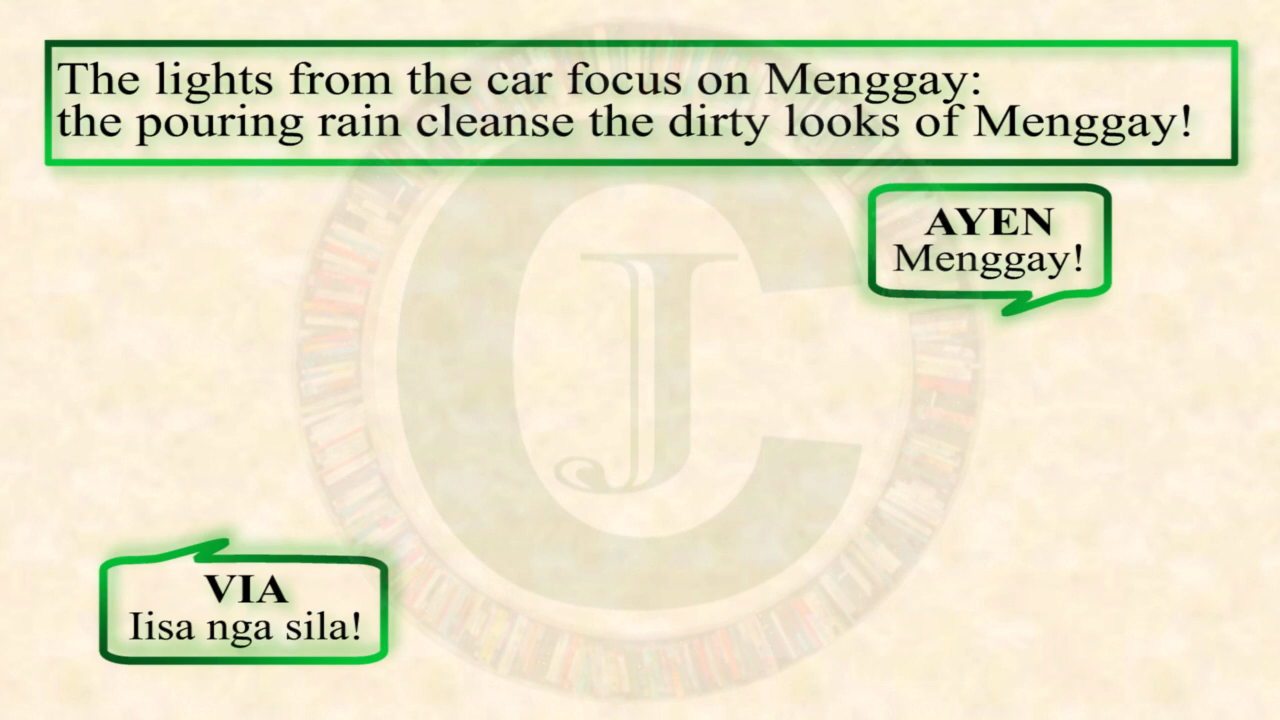 The lights from the car focus on Menggay:
the pouring rain cleanse the dirty looks of Menggay!
AYEN
Menggay!
CJ
VIA
Iisa nga sila!